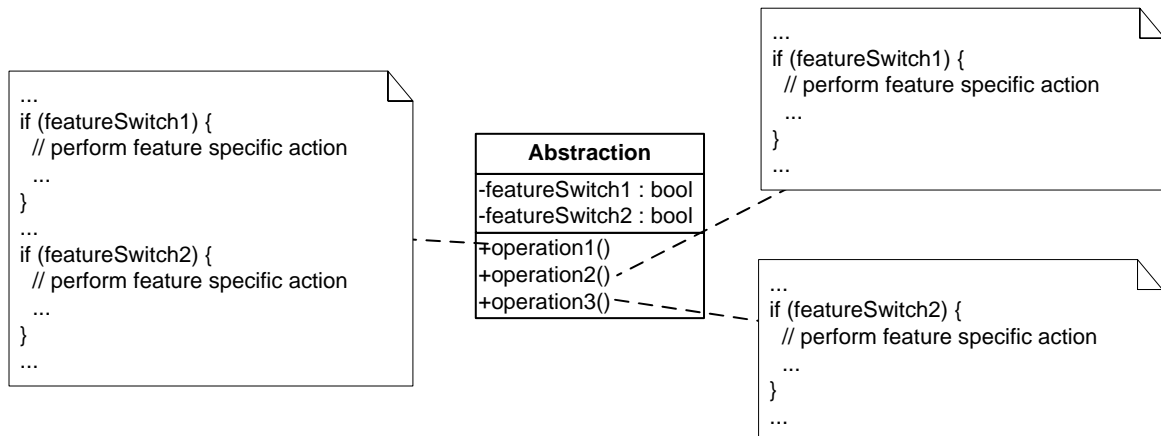 ...
if (featureSwitch1) {
// perform feature specific action
...
}
...
if (featureSwitch2) {
// perform feature specific action
...
}
...
Abstraction
-featureSwitch1 : bool
-featureSwitch2 : bool
+operation1()
+operation2()
+operation3()
...
if (featureSwitch1) {
// perform feature specific action
...
}
...
...
if (featureSwitch2) {
// perform feature specific action
...
}
...